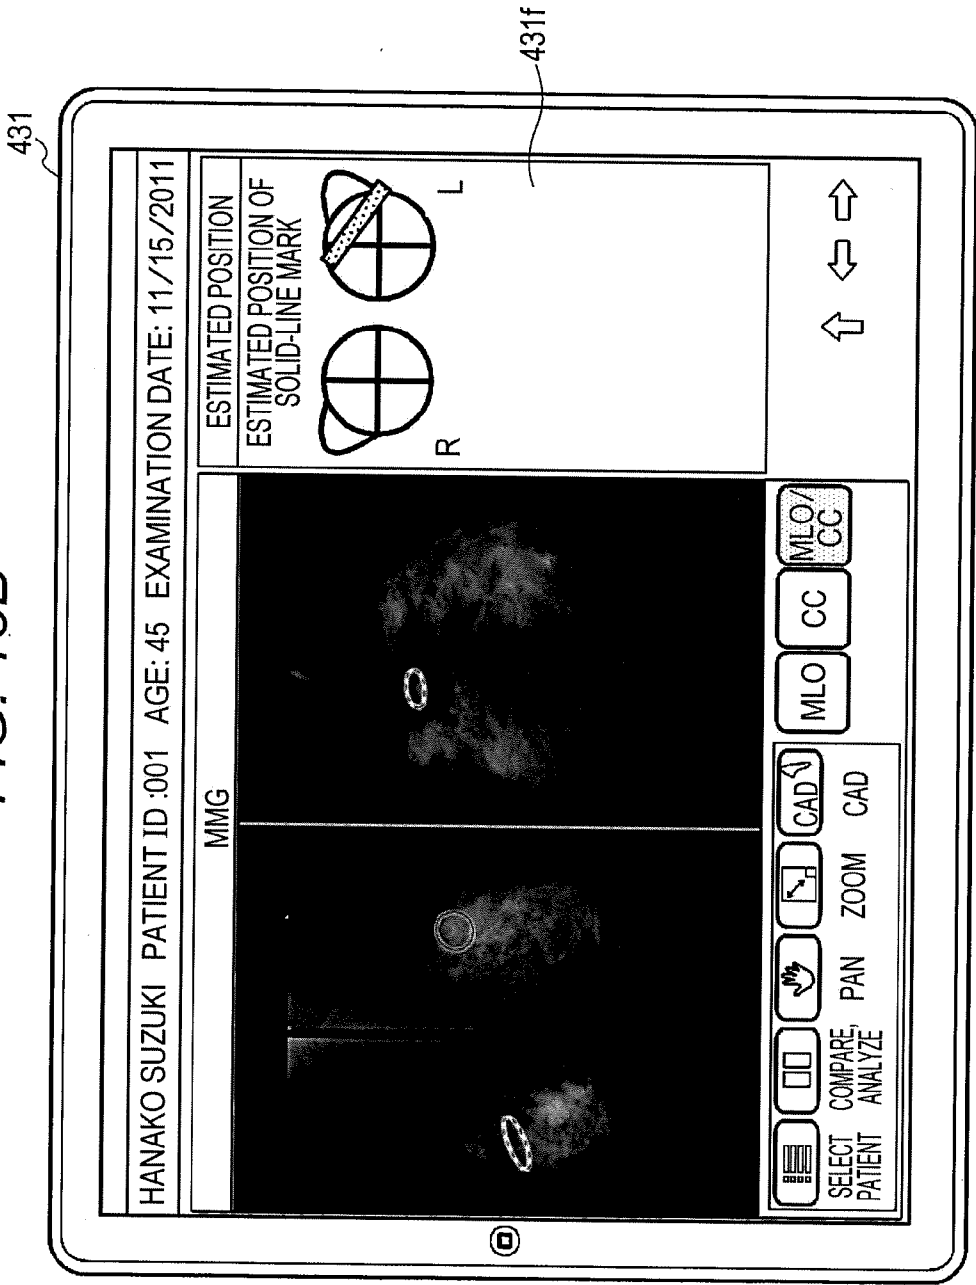 431
HANAKO SUZUKI PATIENT ID :001 AGE: 45 EXAMINATION DATE: 11/15/2011
MMG
ESTIMATED POSITION
ESTIMATED POSITION OF
SOLID-LINE MARK
R
L
431f
CAD
MLO
CC
MLO/
CC
SELECT
PATIENT
COMPARE,
ANALYZE
PAN
ZOOM
CAD